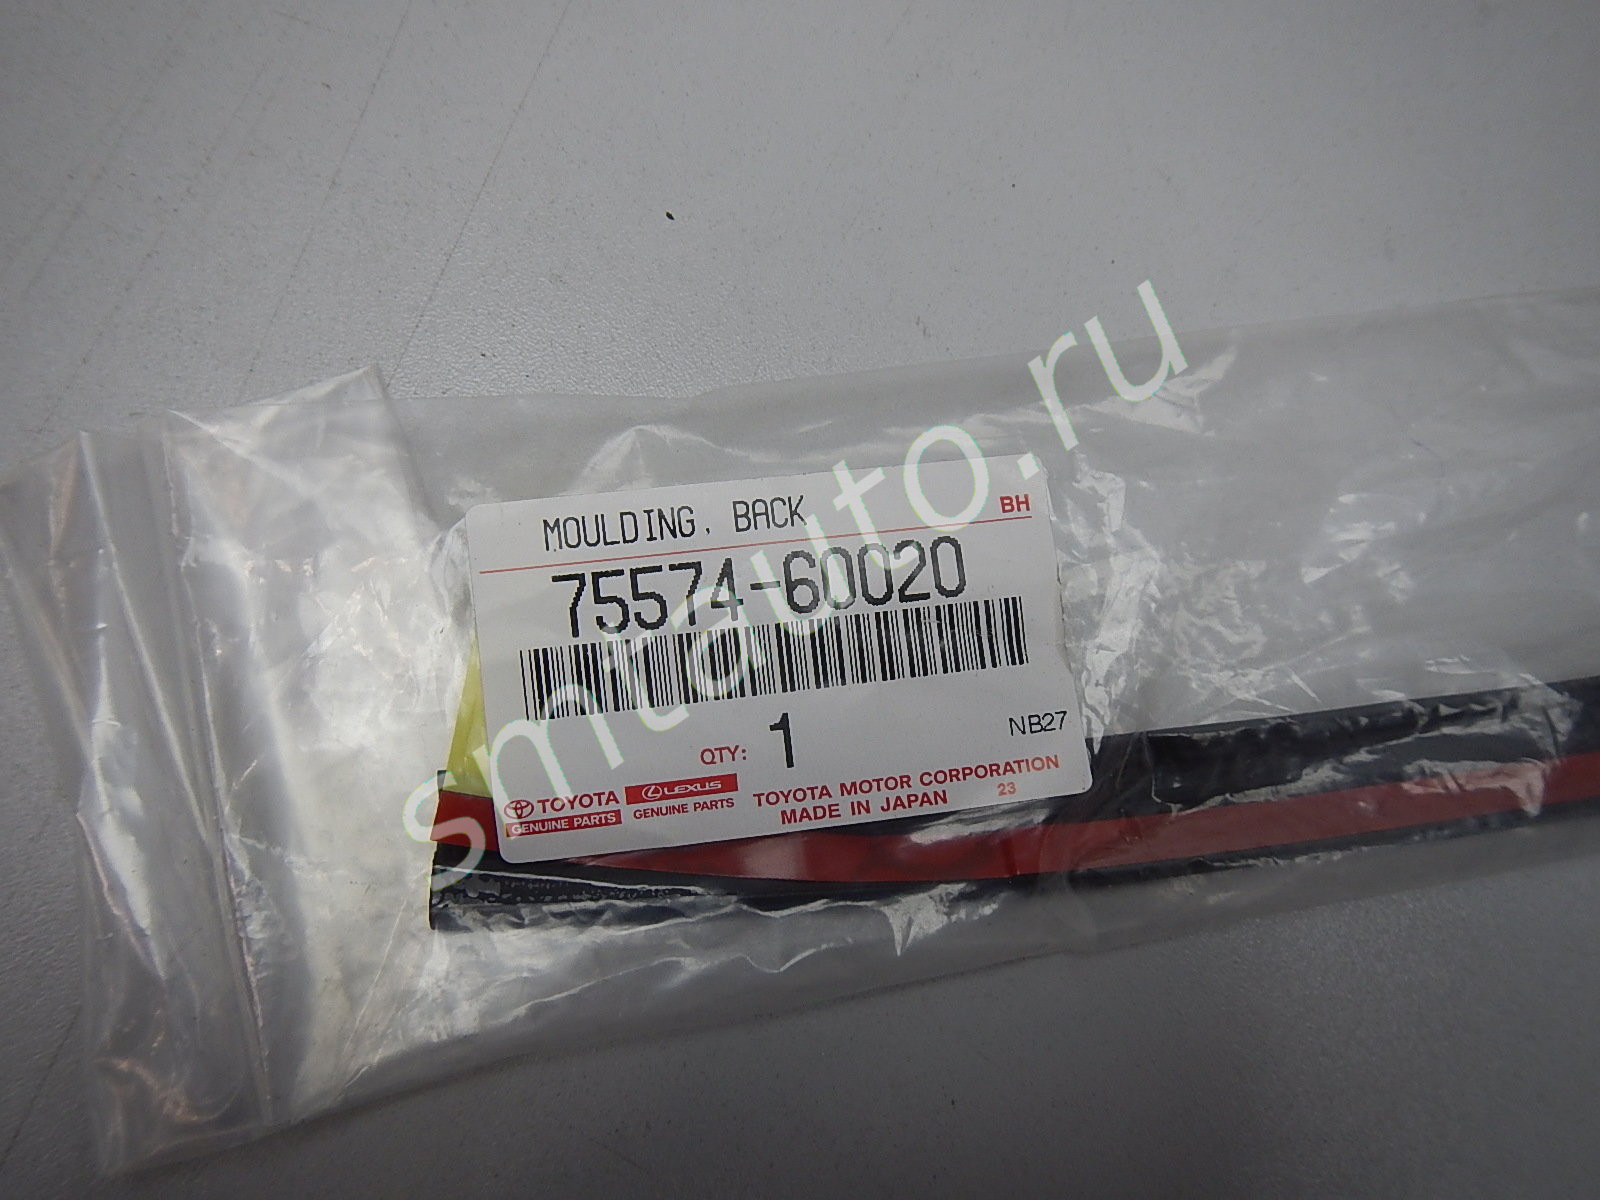 MOULDING, BACK
BH
75574-60020
QTY: 1
NB27
TOYOTA
GENUINE PARTS
LEXUS
GENUINE PARTS
TOYOTA MOTOR CORPORATION
MADE IN JAPAN
23
smtauto.ru